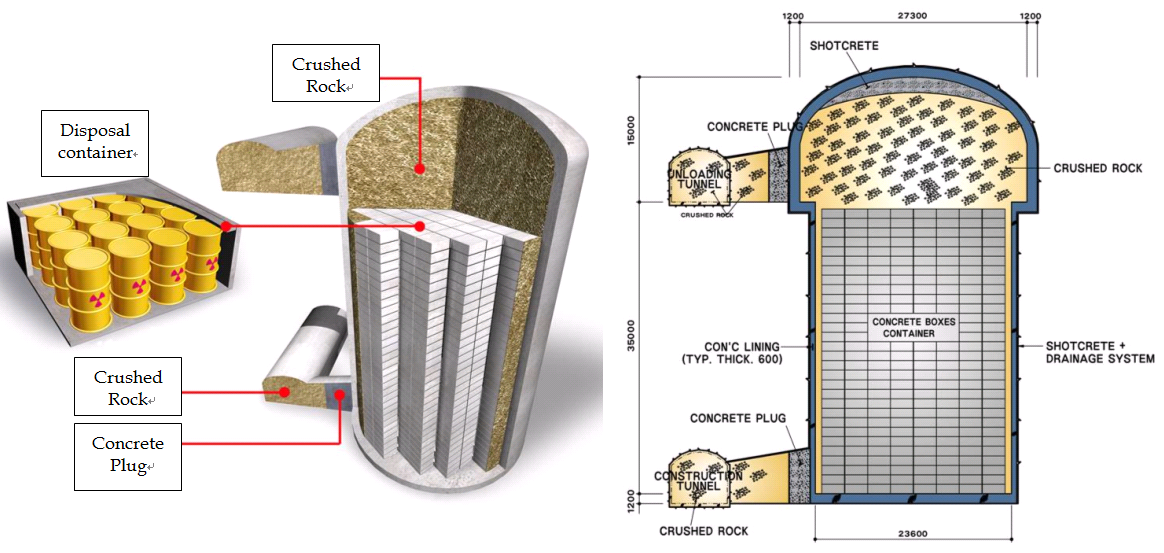 Crushed
Rock
Disposal
container
Crushed
Rock
Concrete
Plug
1200
27300
1200
SHOTCRETE
15000
CONCRETE PLUG
UNLOADING
TUNNEL
CRUSHED ROCK
CRUSHED ROCK
35000
CONCRETE BOXES
CONTAINER
CON'C LINING
(TYP. THICK. 600)
SHOTCRETE +
DRAINAGE SYSTEM
CONCRETE PLUG
CONSTRUCTION
TUNNEL
1200
CRUSHED ROCK
23600